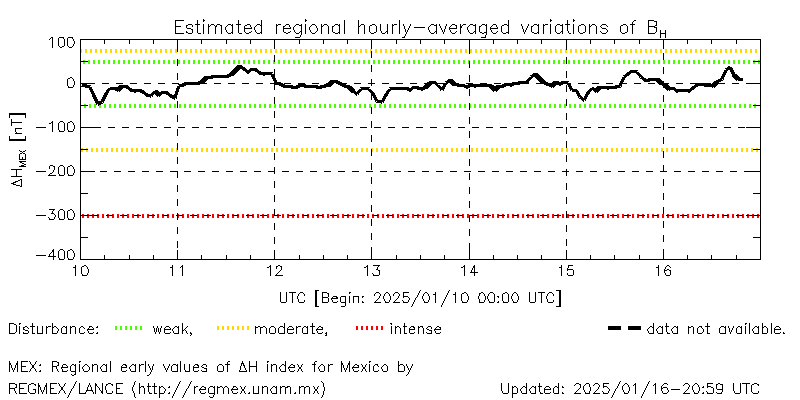 Estimated regional hourly-averaged variations of B_H
100
0
-100
-200
-300
-400
ΔH_MEX [nT]
10 11 12 13 14 15 16
UTC [Begin: 2025/01/10 00:00 UTC]
Disturbance: weak, moderate, intense data not available.
MEX: Regional early values of ΔH index for Mexico by
REGMEX/LANCE (http://regmex.unam.mx) Updated: 2025/01/16-20:59 UTC